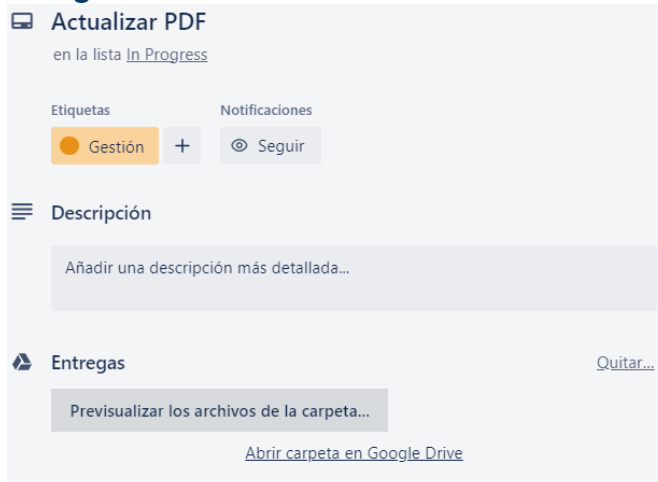 Actualizar PDF
en la lista In Progress
Etiquetas Notificaciones
Gestión + Seguir
Descripción
Añadir una descripción más detallada...
Entregas Quitar...
Previsualizar los archivos de la carpeta...
Abrir carpeta en Google Drive